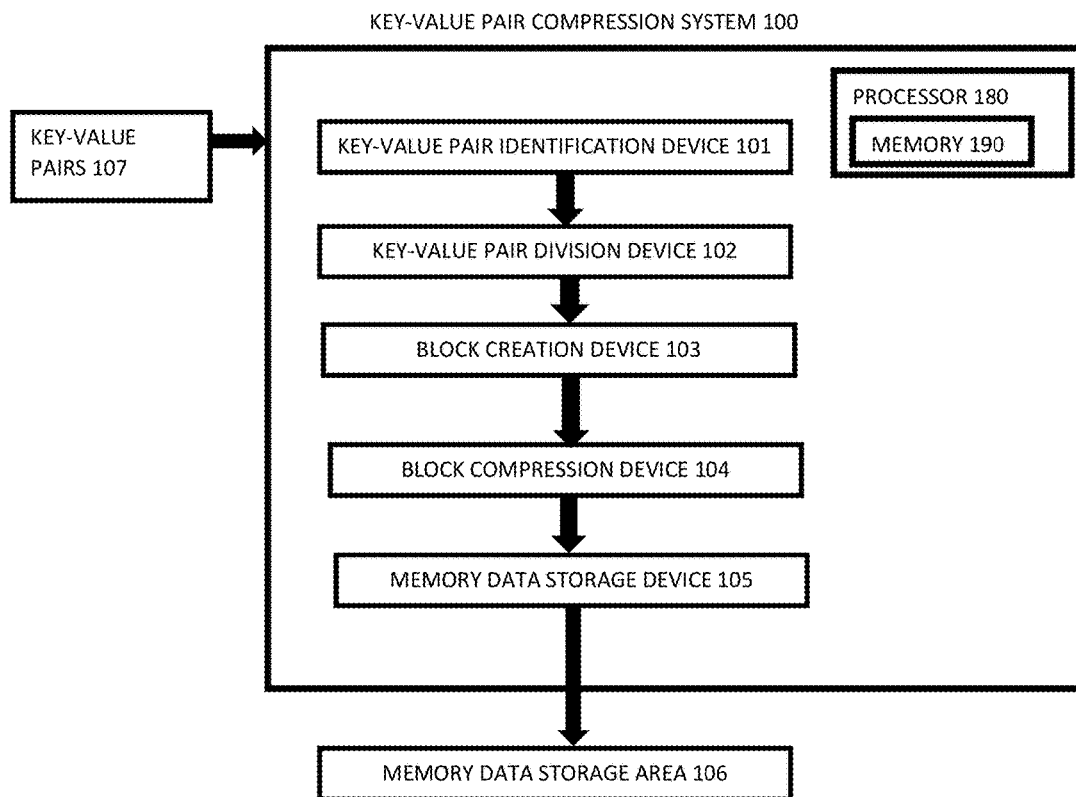 KEY-VALUE PAIR COMPRESSION SYSTEM 100
PROCESSOR 180
MEMORY 190
KEY-VALUE
PAIRS 107
KEY-VALUE PAIR IDENTIFICATION DEVICE 101
KEY-VALUE PAIR DIVISION DEVICE 102
BLOCK CREATION DEVICE 103
BLOCK COMPRESSION DEVICE 104
MEMORY DATA STORAGE DEVICE 105
MEMORY DATA STORAGE AREA 106